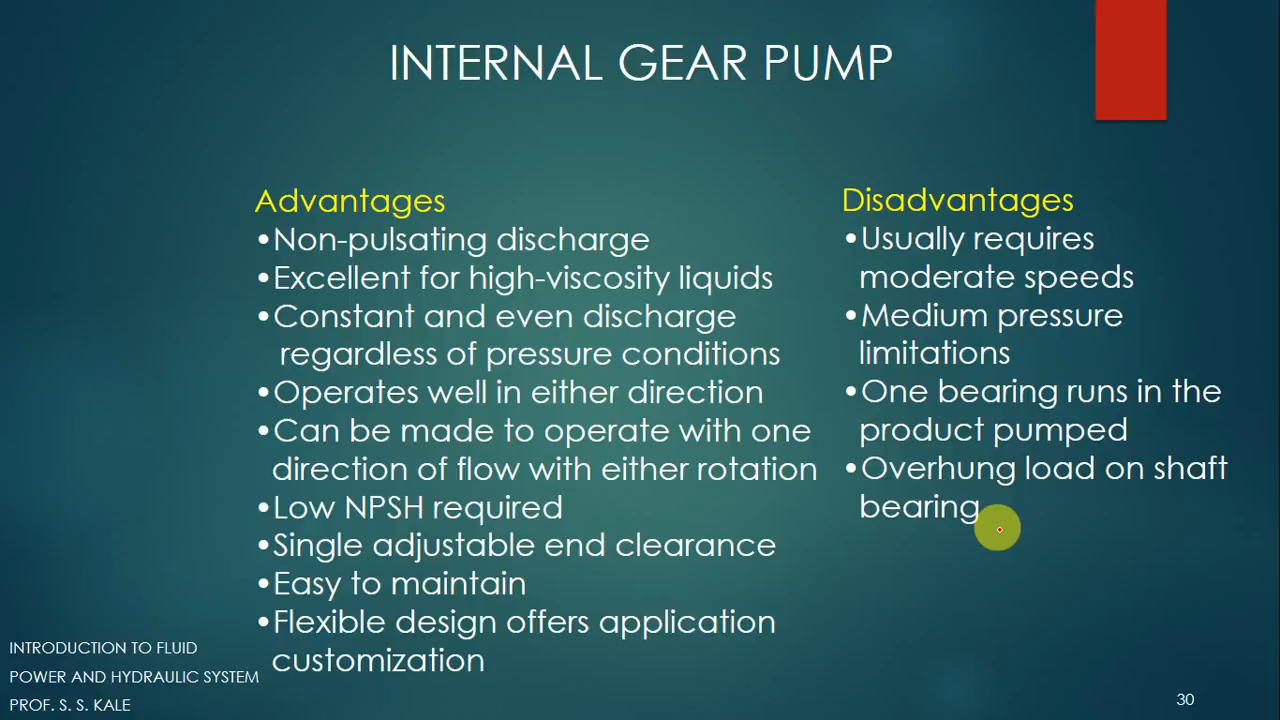 INTERNAL GEAR PUMP
Advantages
•Non-pulsating discharge
•Excellent for high-viscosity liquids
•Constant and even discharge
regardless of pressure conditions
•Operates well in either direction
•Can be made to operate with one
direction of flow with either rotation
•Low NPSH required
•Single adjustable end clearance
•Easy to maintain
•Flexible design offers application
customization
Disadvantages
•Usually requires
moderate speeds
•Medium pressure
limitations
•One bearing runs in the
product pumped
•Overhung load on shaft
bearing
INTRODUCTION TO FLUID
POWER AND HYDRAULIC SYSTEM
PROF. S. S. KALE
30